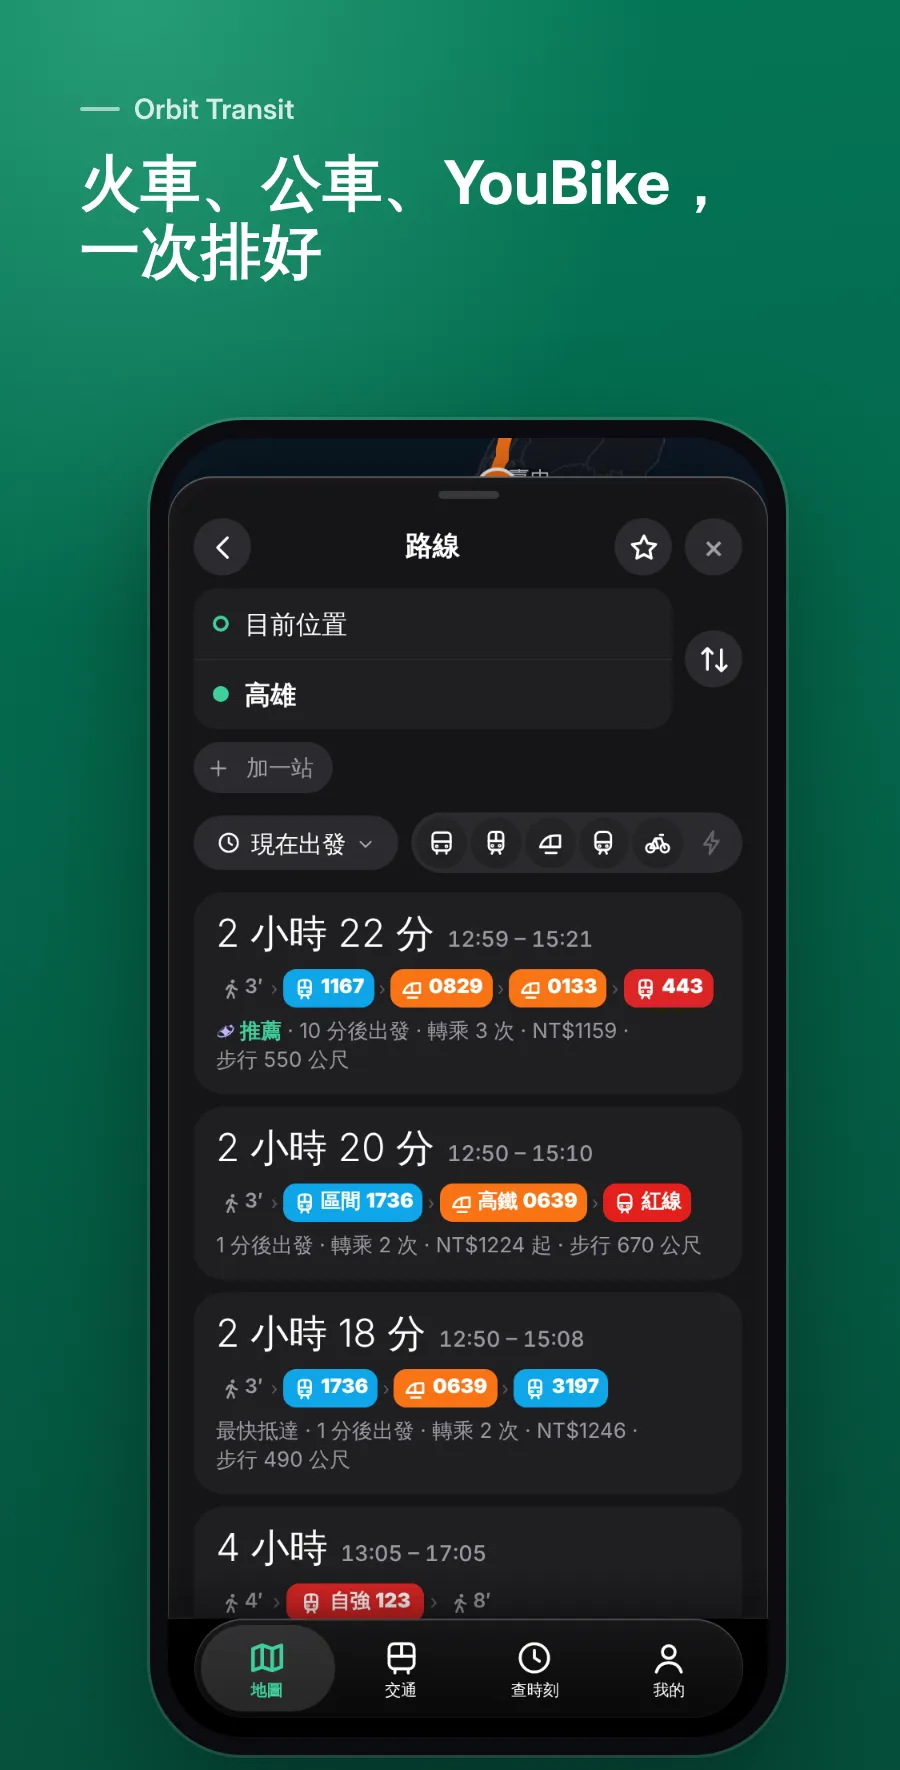 Orbit Transit
火車、公車、YouBike，
一次排好
路線
目前位置
高雄
加一站
現在出發
2 小時 22 分 12:59 – 15:21
3′ › 1167 › 0829 › 0133 › 443
推薦 · 10 分後出發 · 轉乘 3 次 · NT$1159 ·
步行 550 公尺
2 小時 20 分 12:50 – 15:10
3′ › 區間 1736 › 高鐵 0639 › 紅線
1 分後出發 · 轉乘 2 次 · NT$1224 起 · 步行 670 公尺
2 小時 18 分 12:50 – 15:08
3′ › 1736 › 0639 › 3197
最快抵達 · 1 分後出發 · 轉乘 2 次 · NT$1246 ·
步行 490 公尺
4 小時 13:05 – 17:05
4′ › 自強 123 › 8′
地圖 交通 查時刻 我的